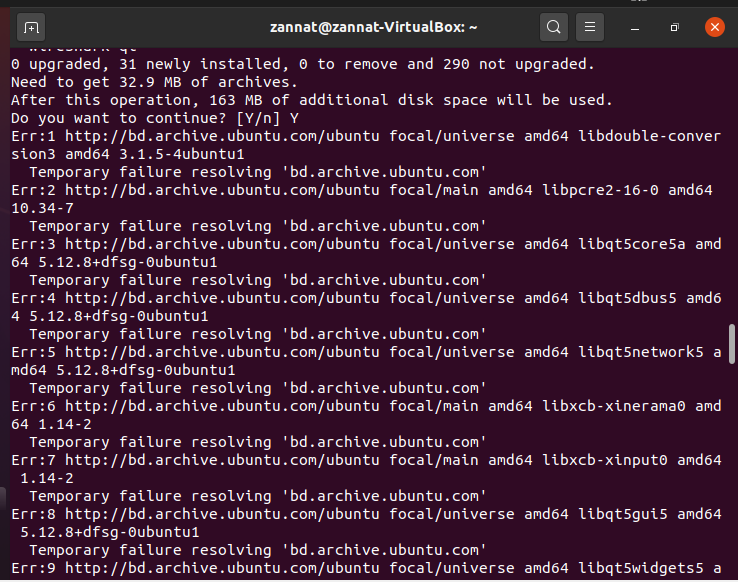 zannat@zannat-VirtualBox: ~
wireshark-qt
0 upgraded, 31 newly installed, 0 to remove and 290 not upgraded.
Need to get 32.9 MB of archives.
After this operation, 163 MB of additional disk space will be used.
Do you want to continue? [Y/n] Y
Err:1 http://bd.archive.ubuntu.com/ubuntu focal/universe amd64 libdouble-conver
sion3 amd64 3.1.5-4ubuntu1
  Temporary failure resolving 'bd.archive.ubuntu.com'
Err:2 http://bd.archive.ubuntu.com/ubuntu focal/main amd64 libpcre2-16-0 amd64
10.34-7
  Temporary failure resolving 'bd.archive.ubuntu.com'
Err:3 http://bd.archive.ubuntu.com/ubuntu focal/universe amd64 libqt5core5a amd
64 5.12.8+dfsg-0ubuntu1
  Temporary failure resolving 'bd.archive.ubuntu.com'
Err:4 http://bd.archive.ubuntu.com/ubuntu focal/universe amd64 libqt5dbus5 amd6
4 5.12.8+dfsg-0ubuntu1
  Temporary failure resolving 'bd.archive.ubuntu.com'
Err:5 http://bd.archive.ubuntu.com/ubuntu focal/universe amd64 libqt5network5 a
md64 5.12.8+dfsg-0ubuntu1
  Temporary failure resolving 'bd.archive.ubuntu.com'
Err:6 http://bd.archive.ubuntu.com/ubuntu focal/main amd64 libxcb-xinerama0 amd
64 1.14-2
  Temporary failure resolving 'bd.archive.ubuntu.com'
Err:7 http://bd.archive.ubuntu.com/ubuntu focal/main amd64 libxcb-xinput0 amd64
 1.14-2
  Temporary failure resolving 'bd.archive.ubuntu.com'
Err:8 http://bd.archive.ubuntu.com/ubuntu focal/universe amd64 libqt5gui5 amd64
 5.12.8+dfsg-0ubuntu1
  Temporary failure resolving 'bd.archive.ubuntu.com'
Err:9 http://bd.archive.ubuntu.com/ubuntu focal/universe amd64 libqt5widgets5 a